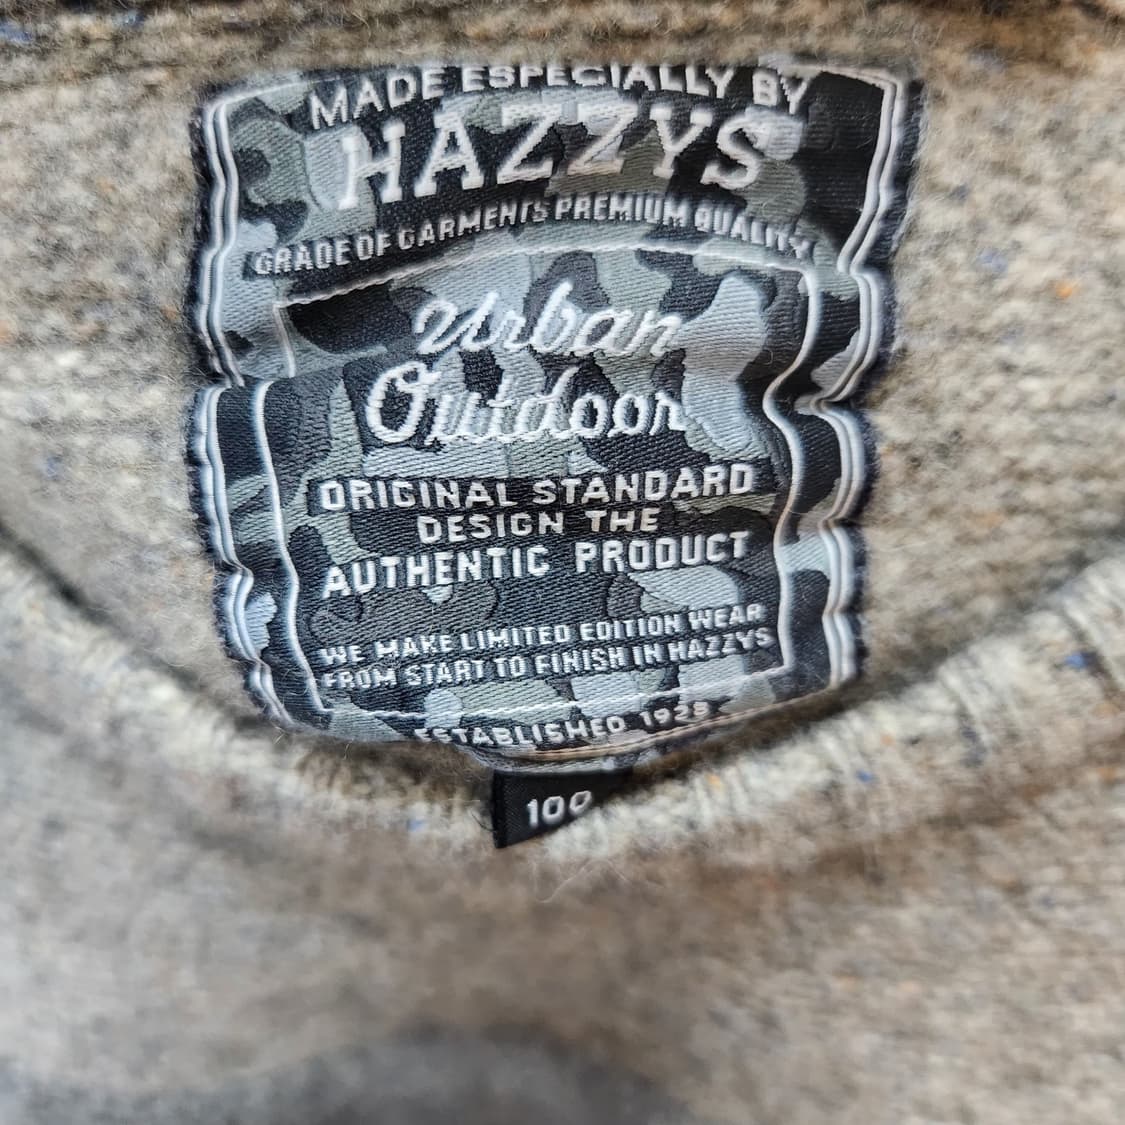 MADE ESPECIALLY BY
HAZZYS
GRADE OF GARMENTS PREMIUM QUALITY
Urban
Outdoor
ORIGINAL STANDARD
DESIGN THE
AUTHENTIC PRODUCT
WE MAKE LIMITED EDITION WEAR
FROM START TO FINISH IN HAZZYS
ESTABLISHED 1928
100